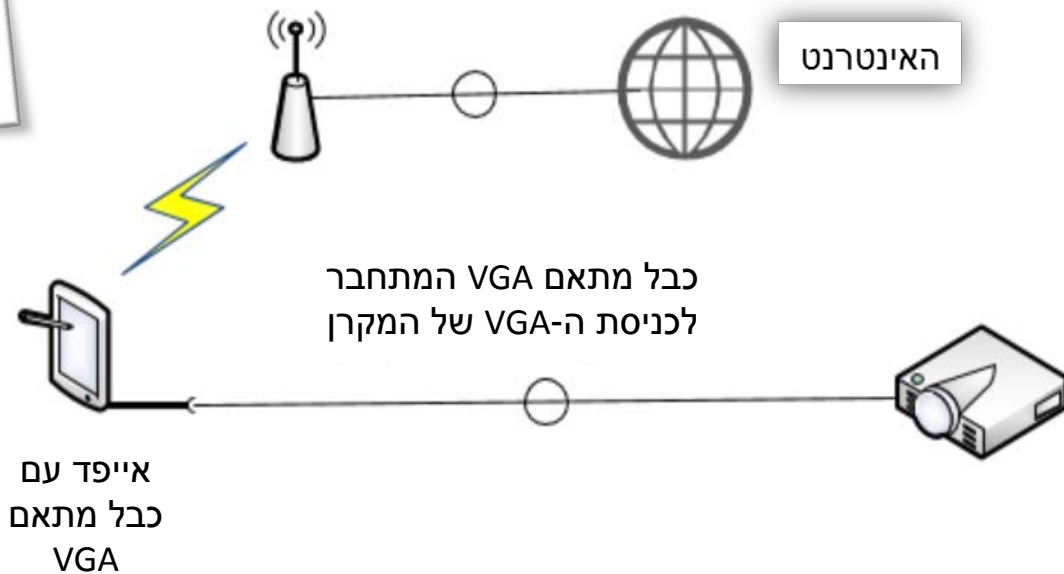 האינטרנט
כבל מתאם VGA המתחבר
לכניסת ה-VGA של המקרן
אייפד עם
כבל מתאם
VGA